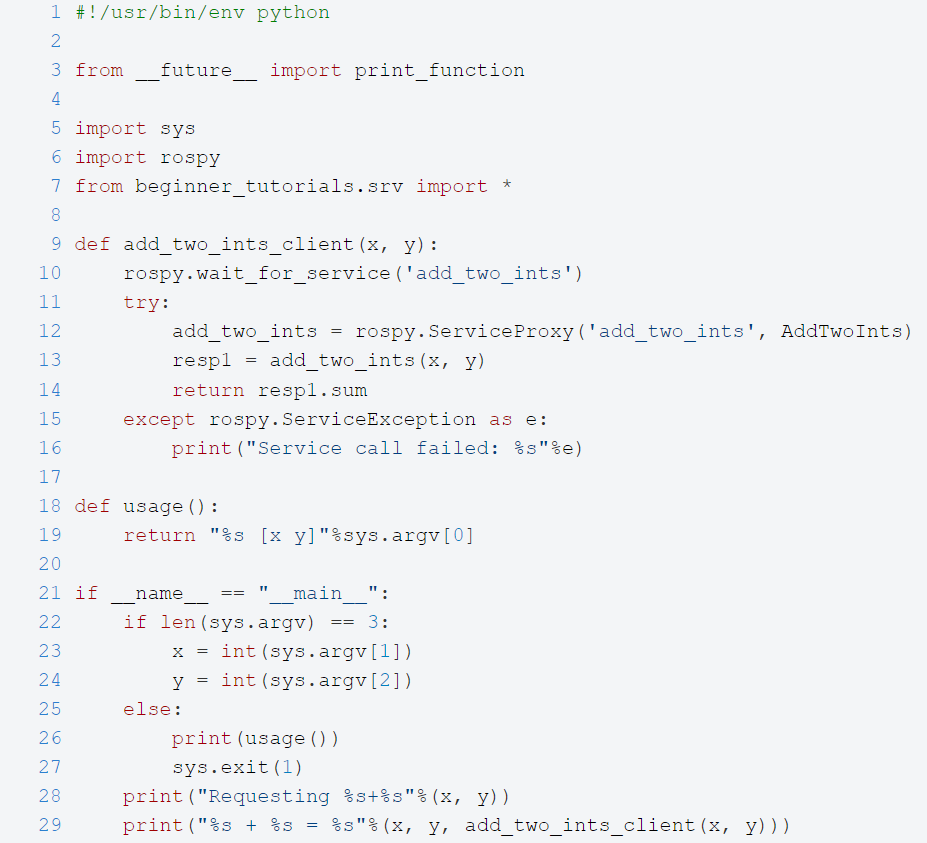 1 #!/usr/bin/env python
2
3 from __future__ import print_function
4
5 import sys
6 import rospy
7 from beginner_tutorials.srv import *
8
9 def add_two_ints_client(x, y):
10     rospy.wait_for_service('add_two_ints')
11     try:
12         add_two_ints = rospy.ServiceProxy('add_two_ints', AddTwoInts)
13         resp1 = add_two_ints(x, y)
14         return resp1.sum
15     except rospy.ServiceException as e:
16         print("Service call failed: %s"%e)
17
18 def usage():
19     return "%s [x y]"%sys.argv[0]
20
21 if __name__ == "__main__":
22     if len(sys.argv) == 3:
23         x = int(sys.argv[1])
24         y = int(sys.argv[2])
25     else:
26         print(usage())
27         sys.exit(1)
28     print("Requesting %s+%s"%(x, y))
29     print("%s + %s = %s"%(x, y, add_two_ints_client(x, y)))